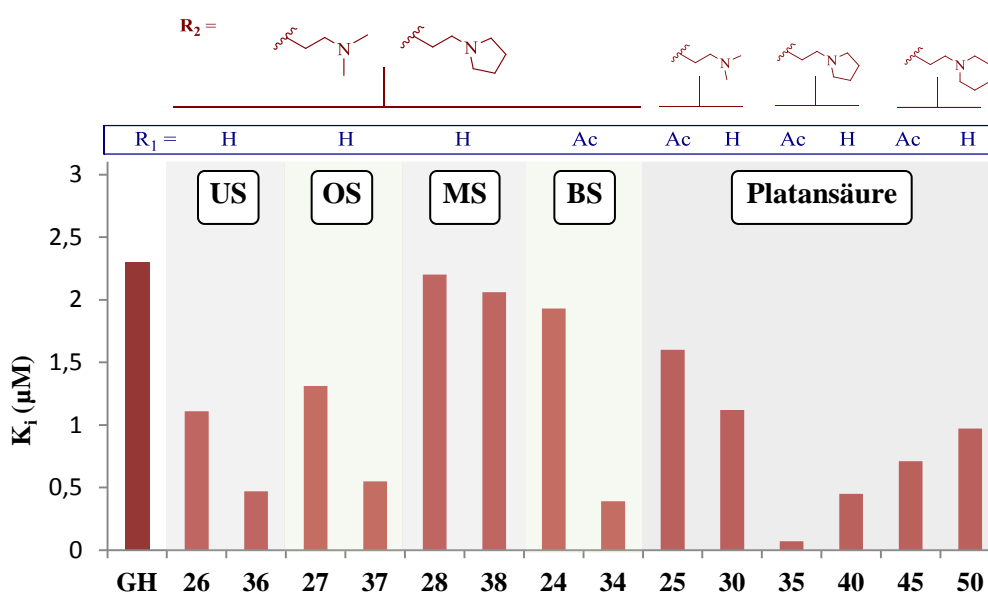 R₂ =
N N N N N
R₁ = H H H Ac Ac H Ac H Ac H
US OS MS BS Platansäure
3
2,5
2
1,5
1
0,5
0
Kᵢ (µM)
GH 26 36 27 37 28 38 24 34 25 30 35 40 45 50